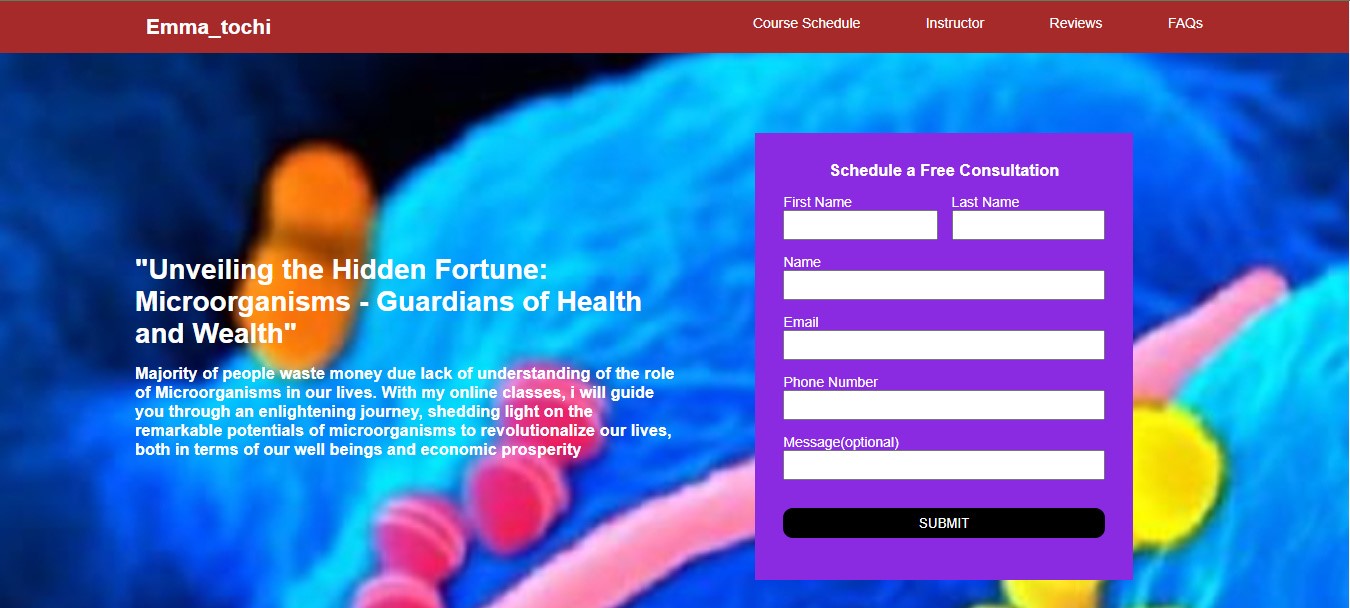 Emma_tochi
Course Schedule
Instructor
Reviews
FAQs
"Unveiling the Hidden Fortune:
Microorganisms - Guardians of Health
and Wealth"
Majority of people waste money due lack of understanding of the role
of Microorganisms in our lives. With my online classes, i will guide
you through an enlightening journey, shedding light on the
remarkable potentials of microorganisms to revolutionalize our lives,
both in terms of our well beings and economic prosperity
Schedule a Free Consultation
First Name
Last Name
Name
Email
Phone Number
Message(optional)
SUBMIT